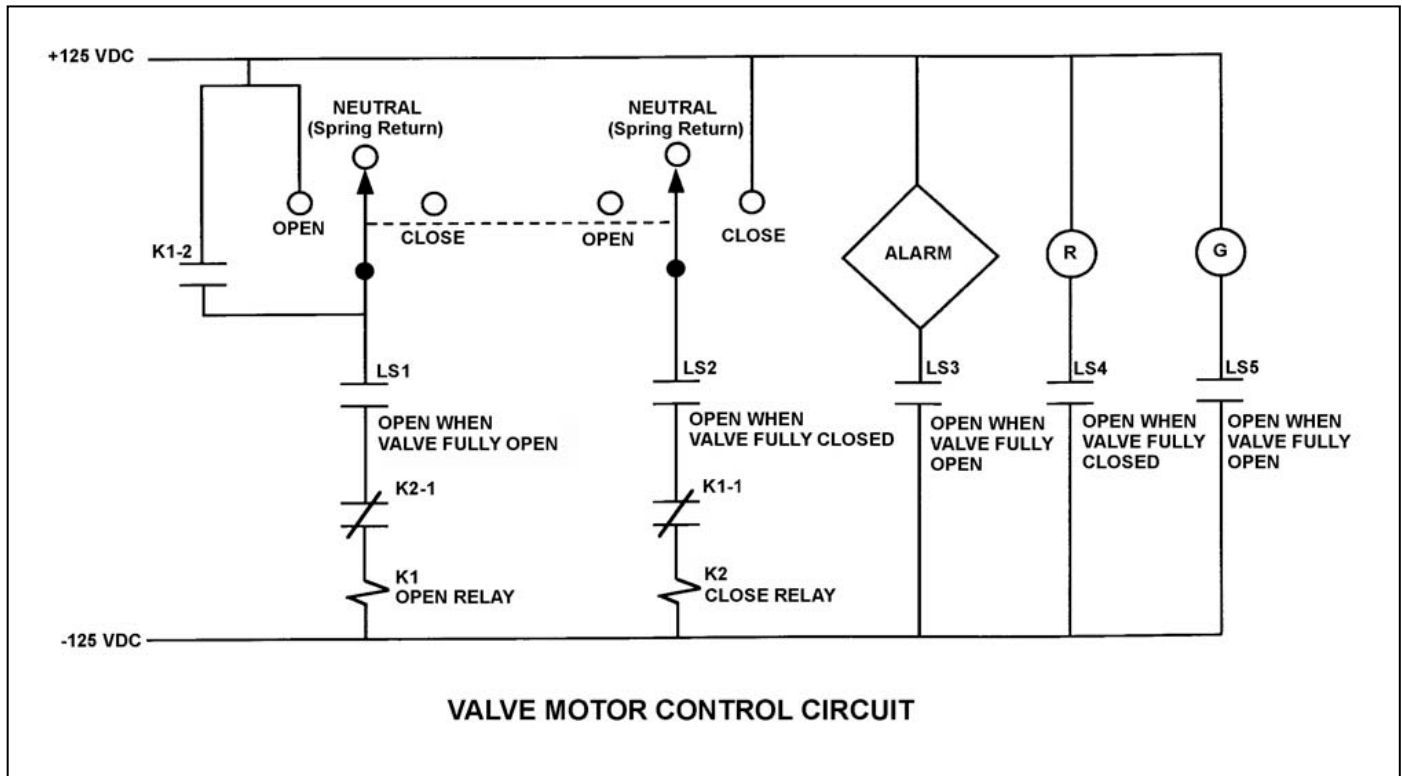 +125 VDC
NEUTRAL
(Spring Return)
NEUTRAL
(Spring Return)
OPEN
CLOSE
OPEN
CLOSE
K1-2
ALARM
R
G
LS1
OPEN WHEN
VALVE FULLY OPEN
LS2
OPEN WHEN
VALVE FULLY CLOSED
LS3
OPEN WHEN
VALVE FULLY
OPEN
LS4
OPEN WHEN
VALVE FULLY
CLOSED
LS5
OPEN WHEN
VALVE FULLY
OPEN
K2-1
K1-1
K1
OPEN RELAY
K2
CLOSE RELAY
-125 VDC
VALVE MOTOR CONTROL CIRCUIT